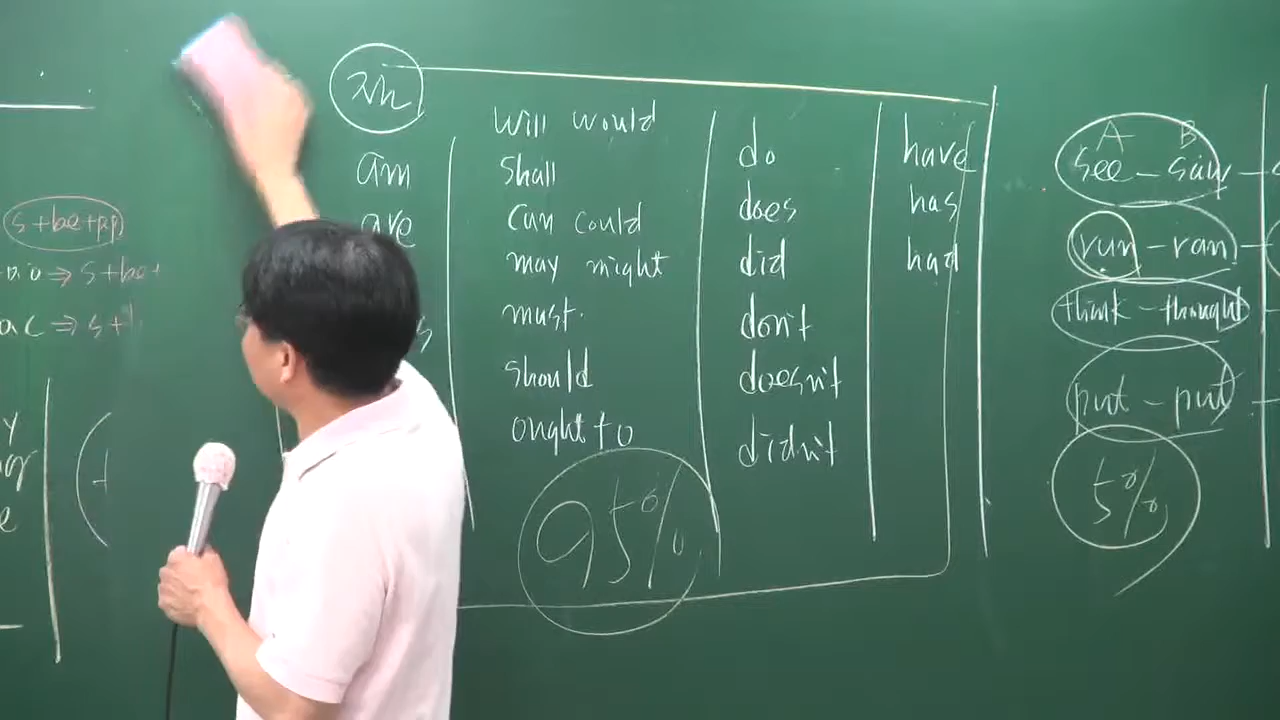 s+be+p.p
⇒ s+be+
⇒ s+
will would
am
shall
do
have
are
can could
does
has
may might
did
had
must
don't
should
doesn't
ought to
didn't
95%
A B
see - saw -
run - ran -
think - thought -
put - put -
5%